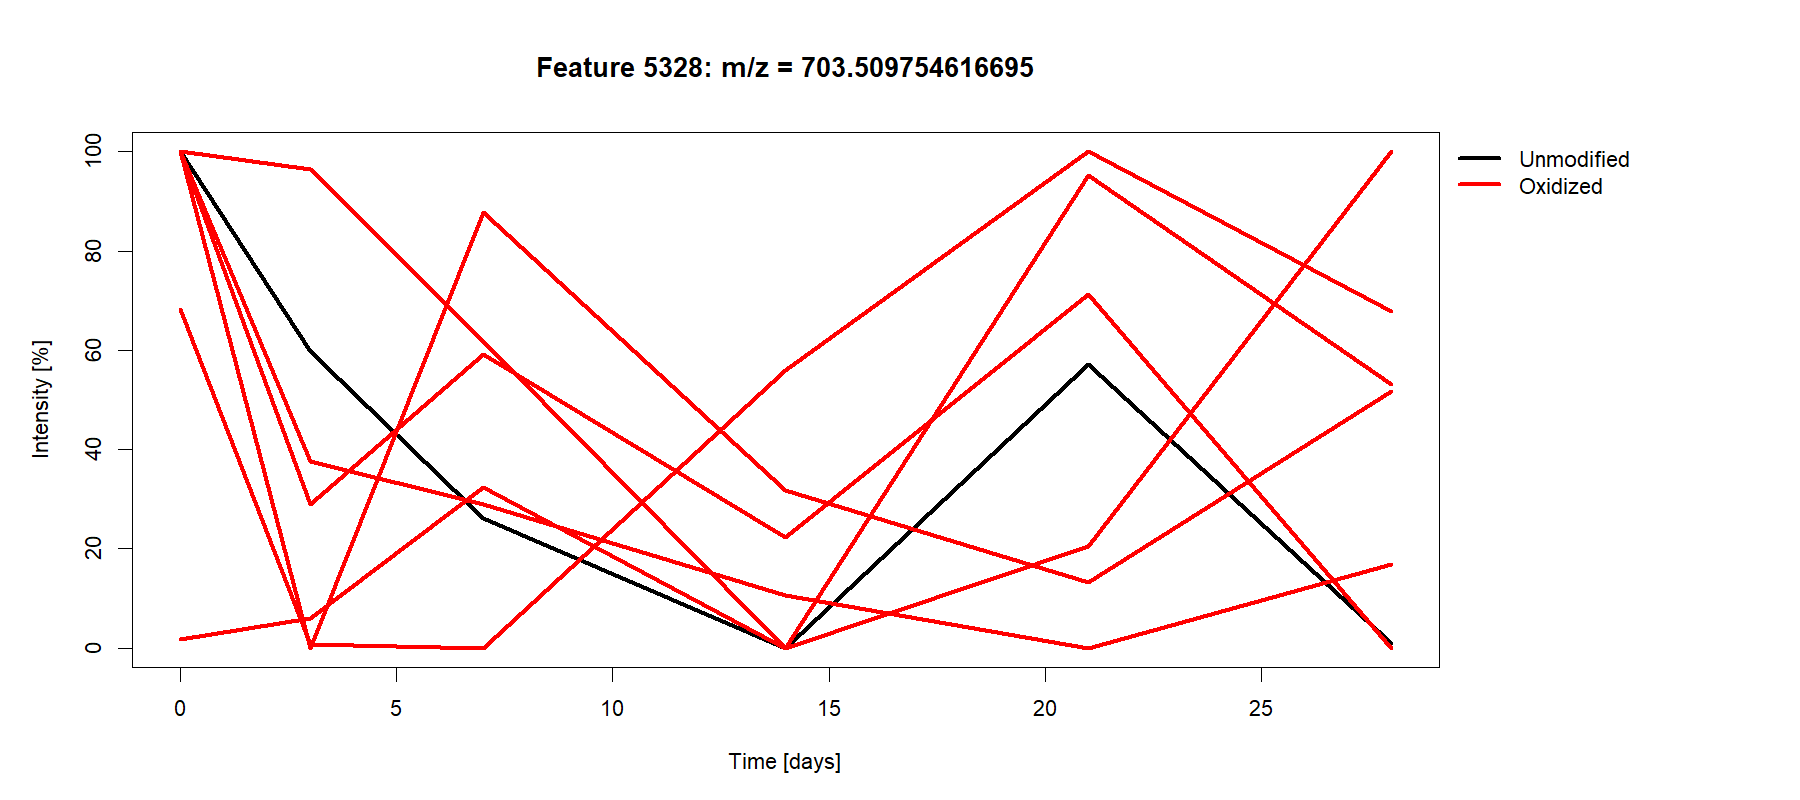 Feature 5328: m/z = 703.509754616695
Unmodified
Oxidized
100
80
60
40
20
0
Intensity [%]
0 5 10 15 20 25
Time [days]